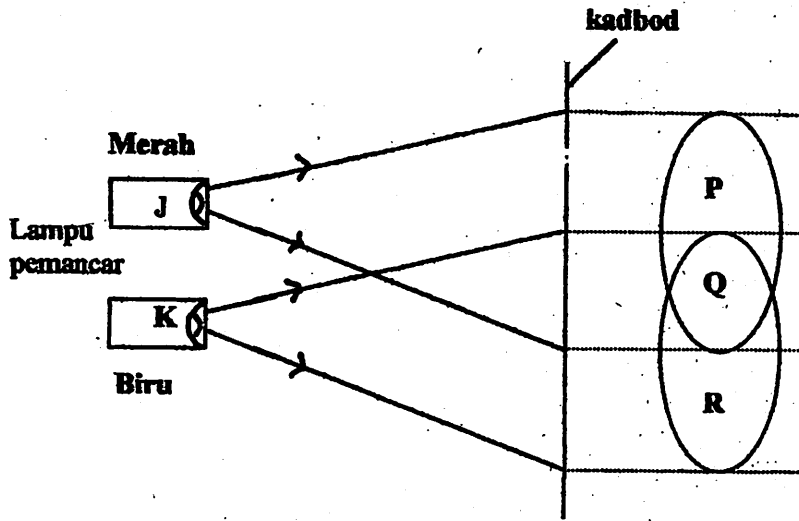 kadbod
Merah
J
P
Lampu
pemancar
Q
K
Biru
R